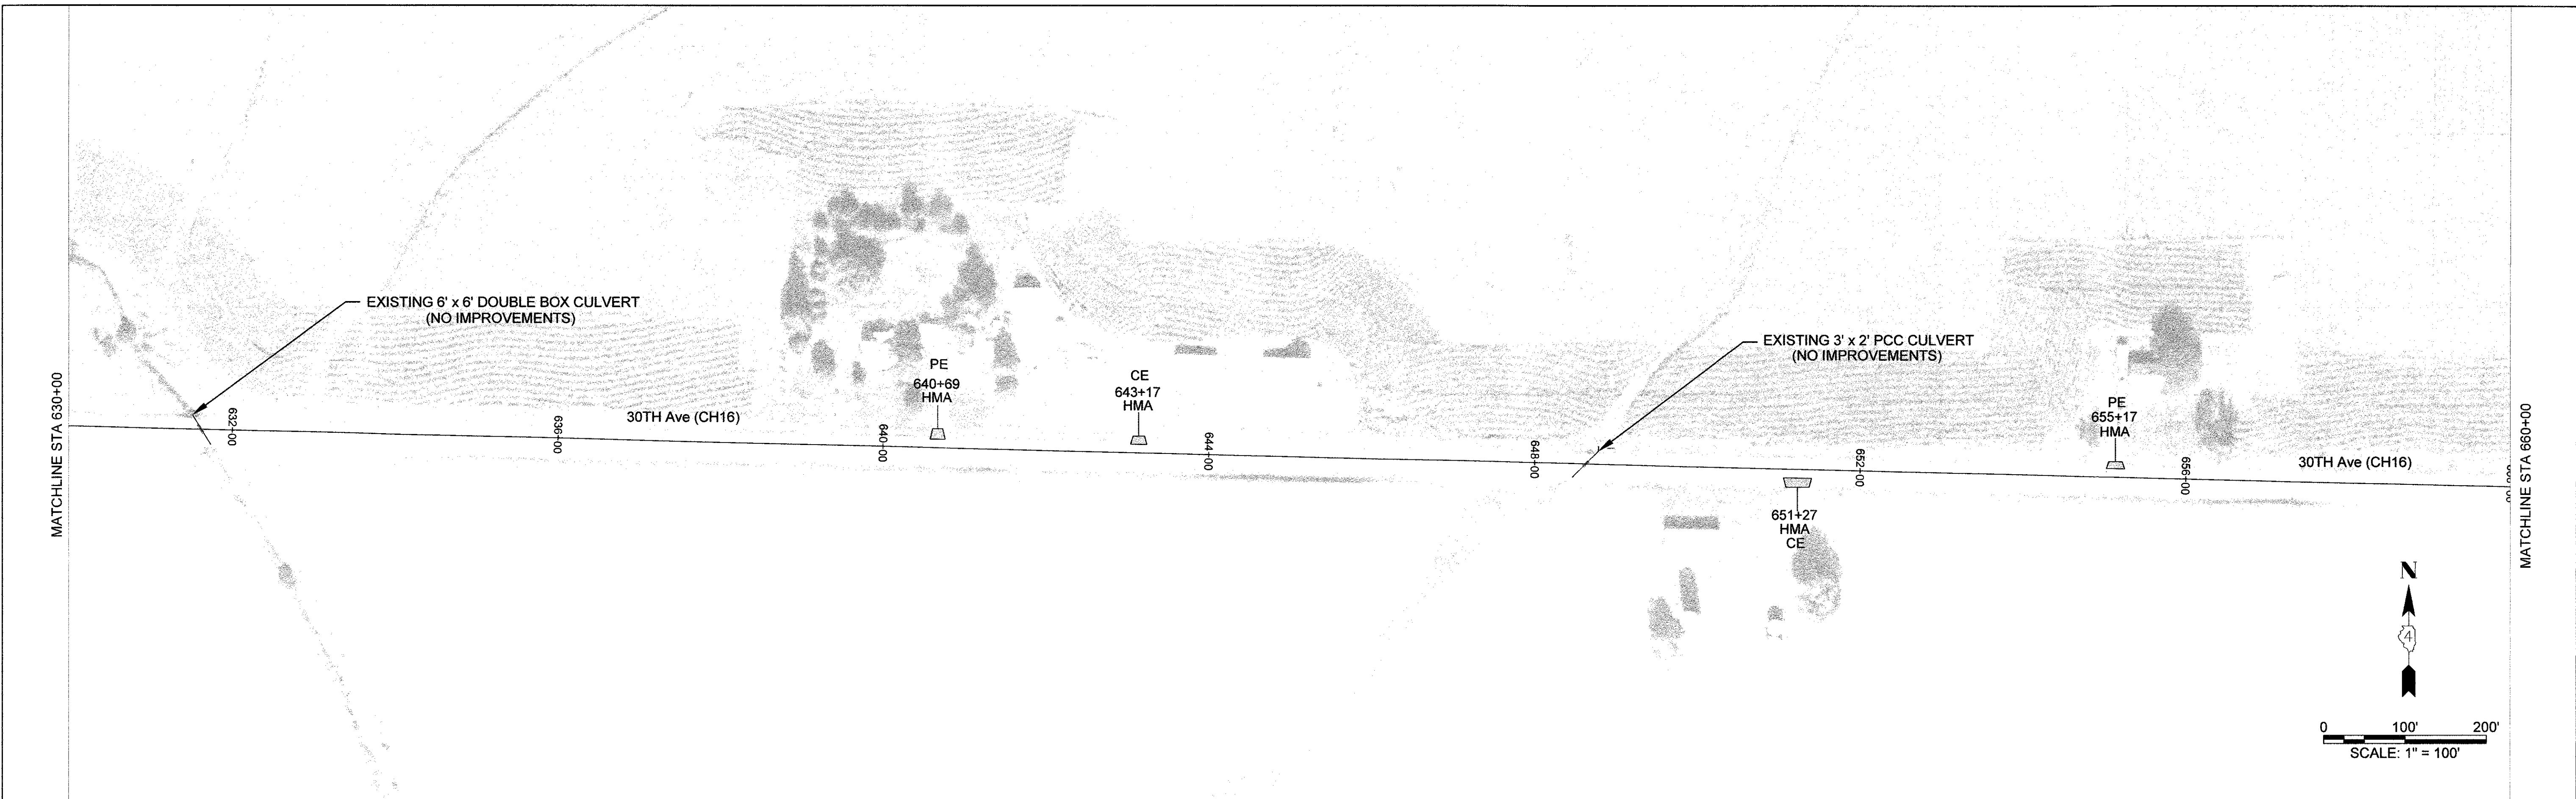 MATCHLINE STA 630+00
EXISTING 6' x 6' DOUBLE BOX CULVERT
(NO IMPROVEMENTS)
632+00
636+00
30TH Ave (CH16)
640+00
PE
640+69
HMA
CE
643+17
HMA
644+00
648+00
EXISTING 3' x 2' PCC CULVERT
(NO IMPROVEMENTS)
651+27
HMA
CE
652+00
PE
655+17
HMA
656+00
30TH Ave (CH16)
MATCHLINE STA 660+00
N
4
0 100' 200'
SCALE: 1" = 100'